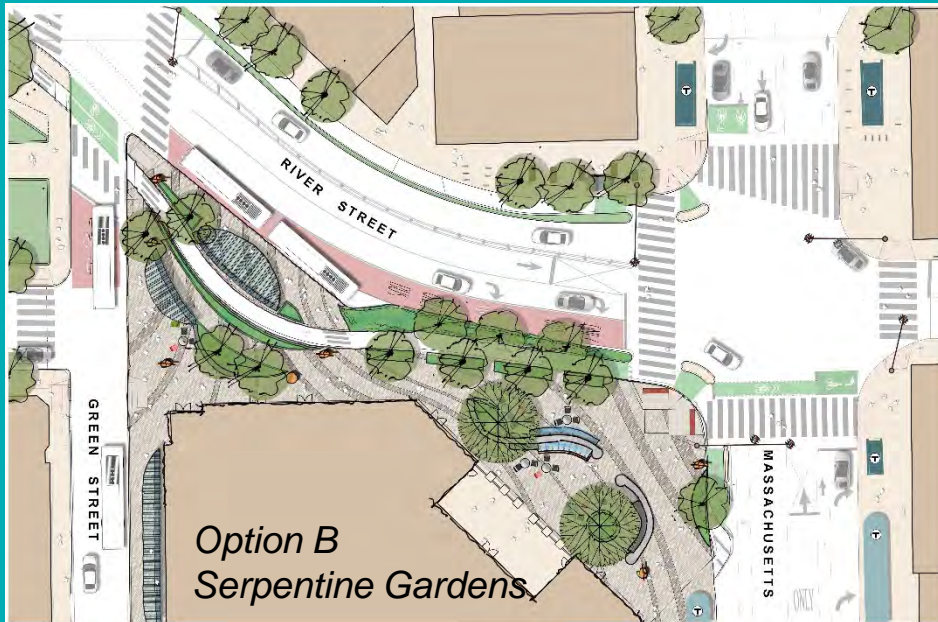 RIVER STREET
GREEN STREET
MASSACHUSETTS
ONLY
T
T
T
T
T
Option B
Serpentine Gardens